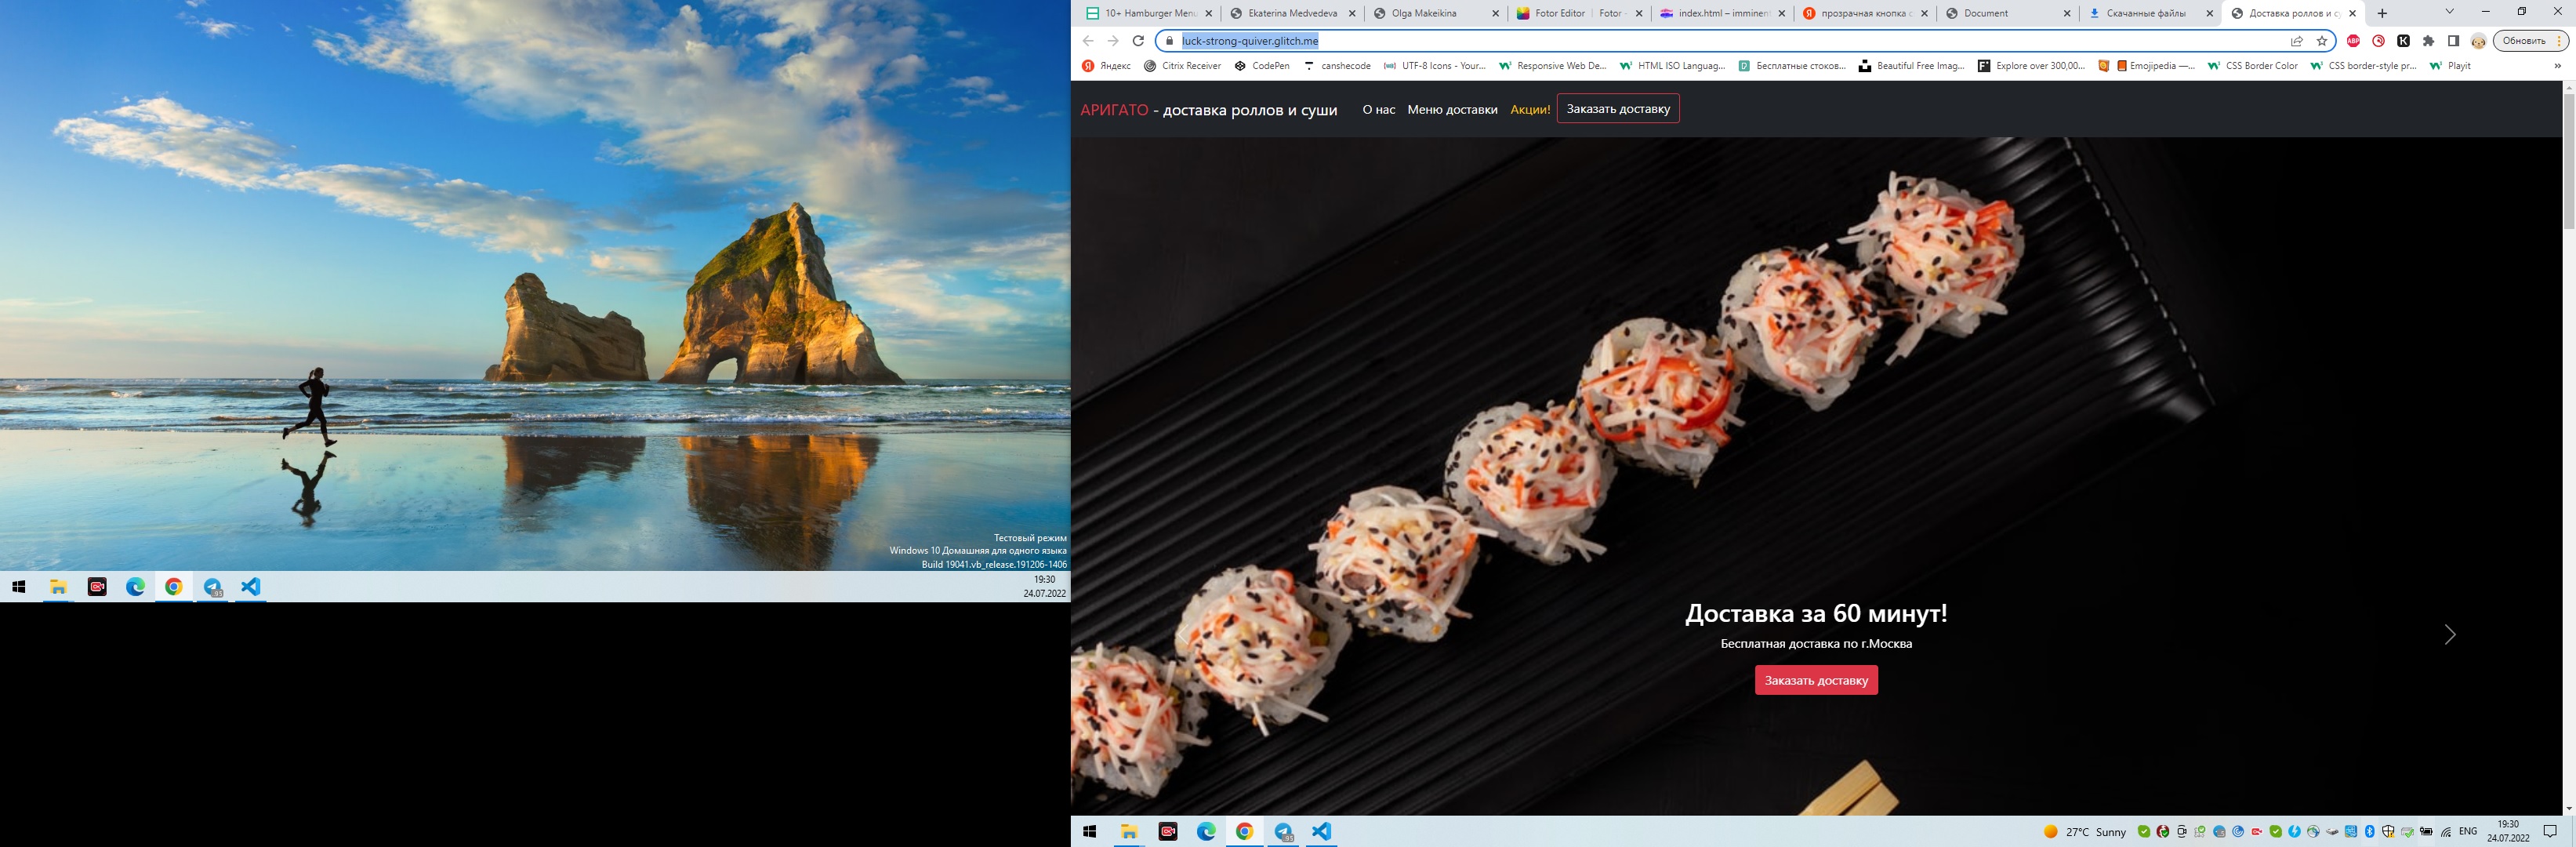 Тестовый режим
Windows 10 Домашняя для одного языка
Build 19041.vb_release.191206-1406
19:30
24.07.2022
10+ Hamburger Menu
Ekaterina Medvedeva
Olga Makeikina
Fotor Editor | Fotor -
index.html – imminent
прозрачная кнопка c
Document
Скачанные файлы
Доставка роллов и су
luck-strong-quiver.glitch.me
ABP
Обновить
Яндекс
Citrix Receiver
CodePen
canshecode
UTF-8 Icons - Your...
Responsive Web De...
HTML ISO Languag...
Бесплатные стоков...
Beautiful Free Imag...
Explore over 300,00...
Emojipedia —...
CSS Border Color
CSS border-style pr...
Playit
»
АРИГАТО - доставка роллов и суши
О нас
Меню доставки
Акции!
Заказать доставку
Доставка за 60 минут!
Бесплатная доставка по г.Москва
Заказать доставку
27°C Sunny
ENG
19:30
24.07.2022